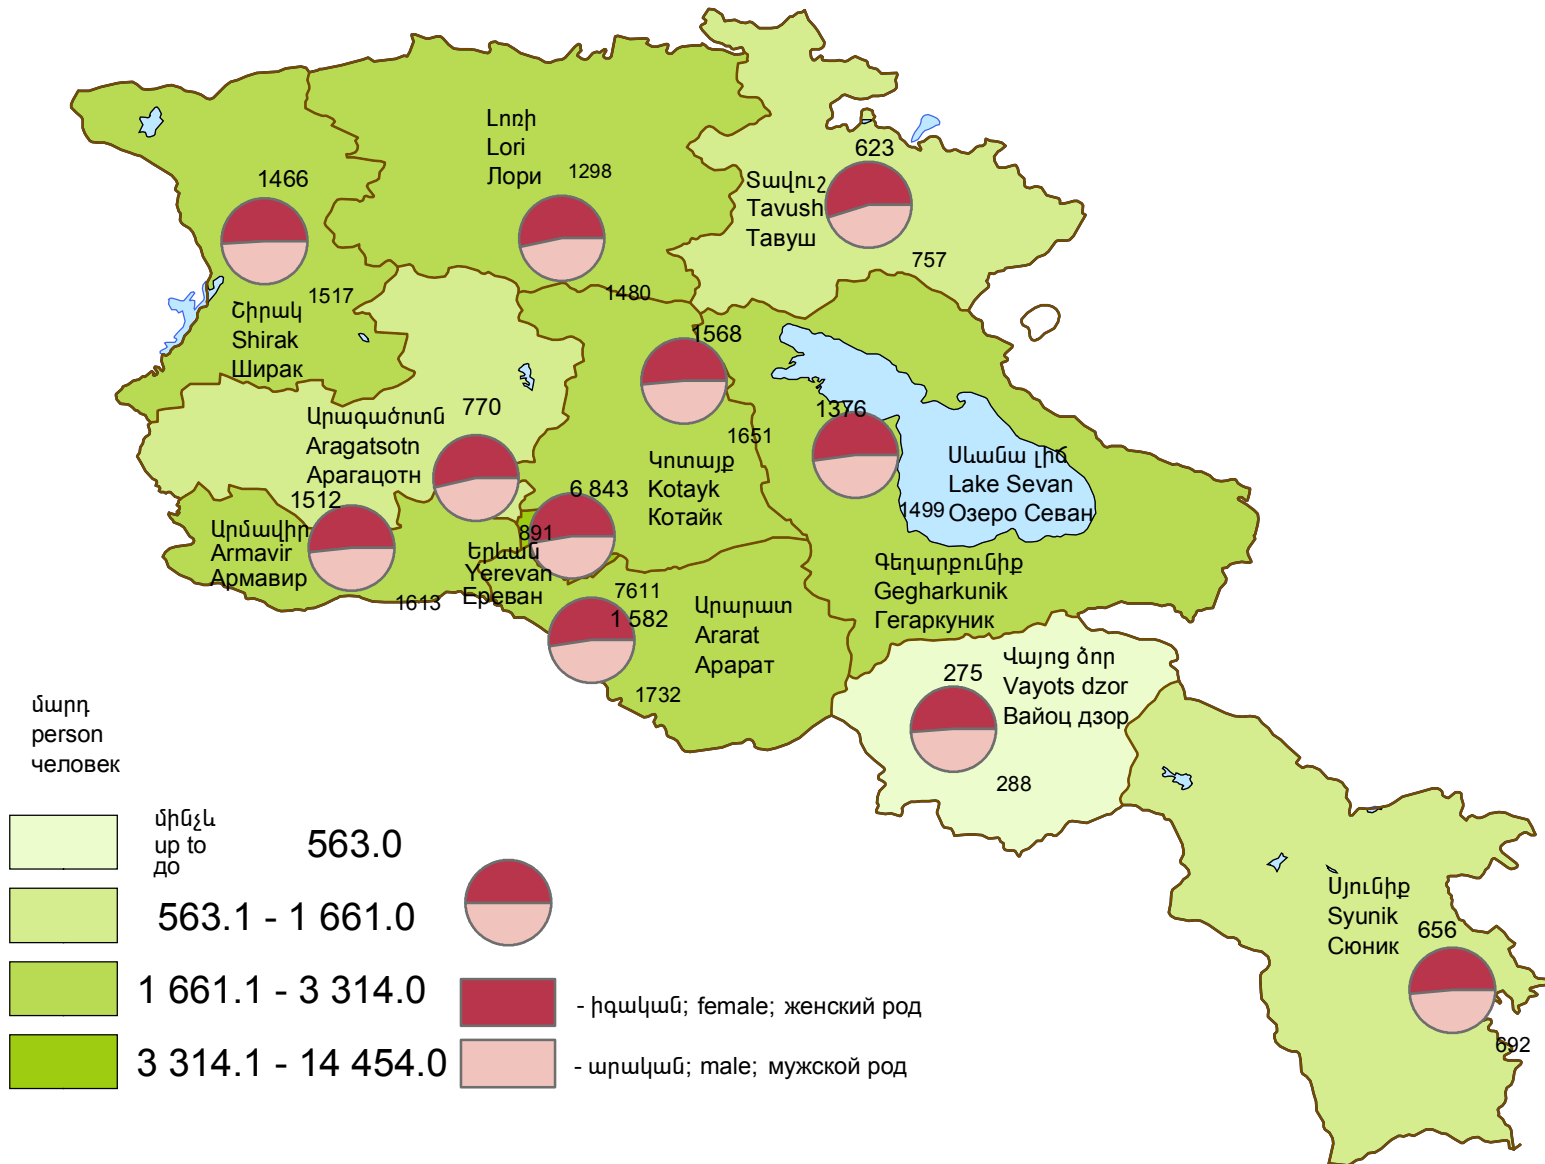 Լոռի
Lori
Лори
1298
1480
1466
1517
Շիրակ
Shirak
Ширак
623
Տավուշ
Tavush
Тавуш
757
1568
1651
Կոտայք
Kotayk
Котайк
770
Արագածոտն
Aragatsotn
Арагацотн
891
1376
1499
Սևանա լիճ
Lake Sevan
Озеро Севан
Գեղարքունիք
Gegharkunik
Гегаркуник
1512
Արմավիր
Armavir
Армавир
1613
6 843
Երևան
Yerevan
Ереван
7611
1 582
Արարատ
Ararat
Арарат
1732
275
Վայոց ձոր
Vayots dzor
Вайоц дзор
288
Սյունիք
Syunik
Сюник
656
692
մարդ
person
человек
մինչև
up to
до
563.0
563.1 - 1 661.0
1 661.1 - 3 314.0
3 314.1 - 14 454.0
- իգական; female; женский род
- արական; male; мужской род